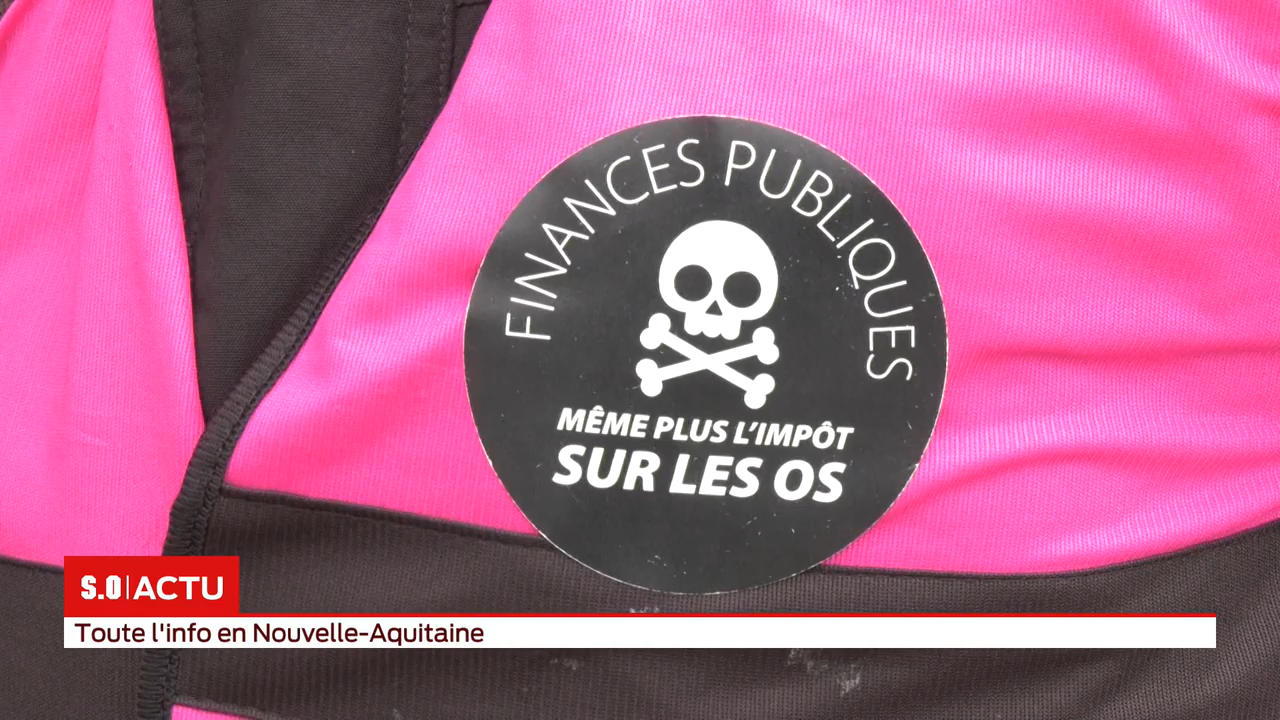 FINANCES PUBLIQUES
MÊME PLUS L'IMPÔT
SUR LES OS
S.O ACTU
Toute l'info en Nouvelle-Aquitaine